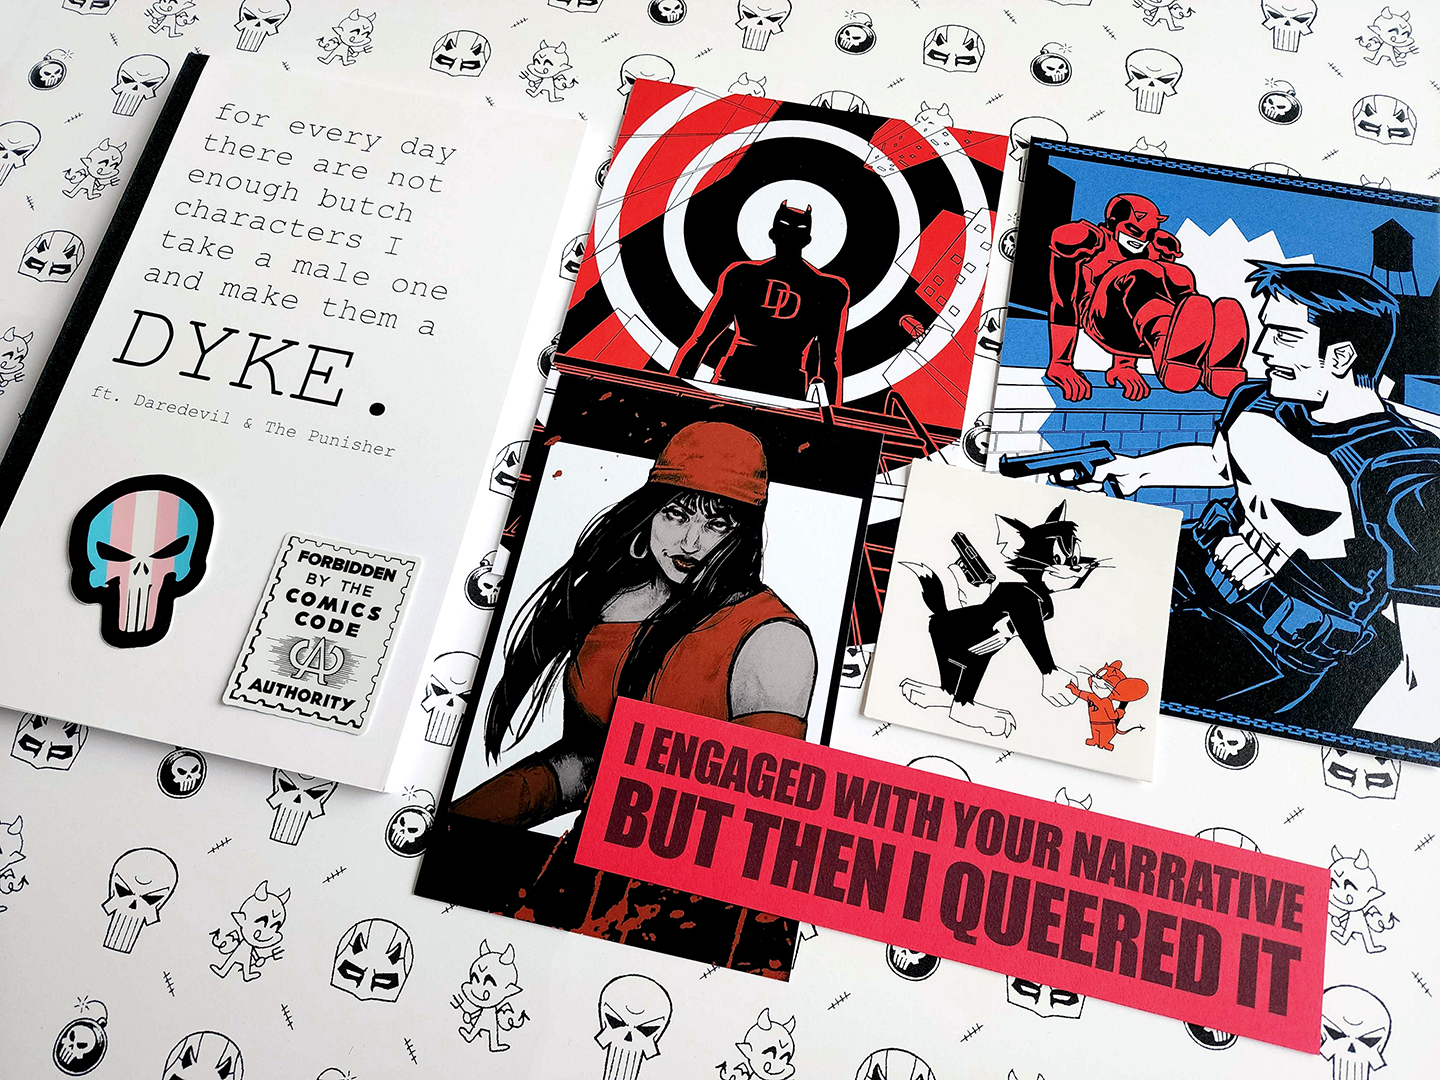 for every day
there are not
enough butch
characters I
take a male one
and make them a
DYKE.
ft. Daredevil & The Punisher
FORBIDDEN
BY THE
COMICS
CODE
CA
AUTHORITY
DD
I ENGAGED WITH YOUR NARRATIVE
BUT THEN I QUEERED IT